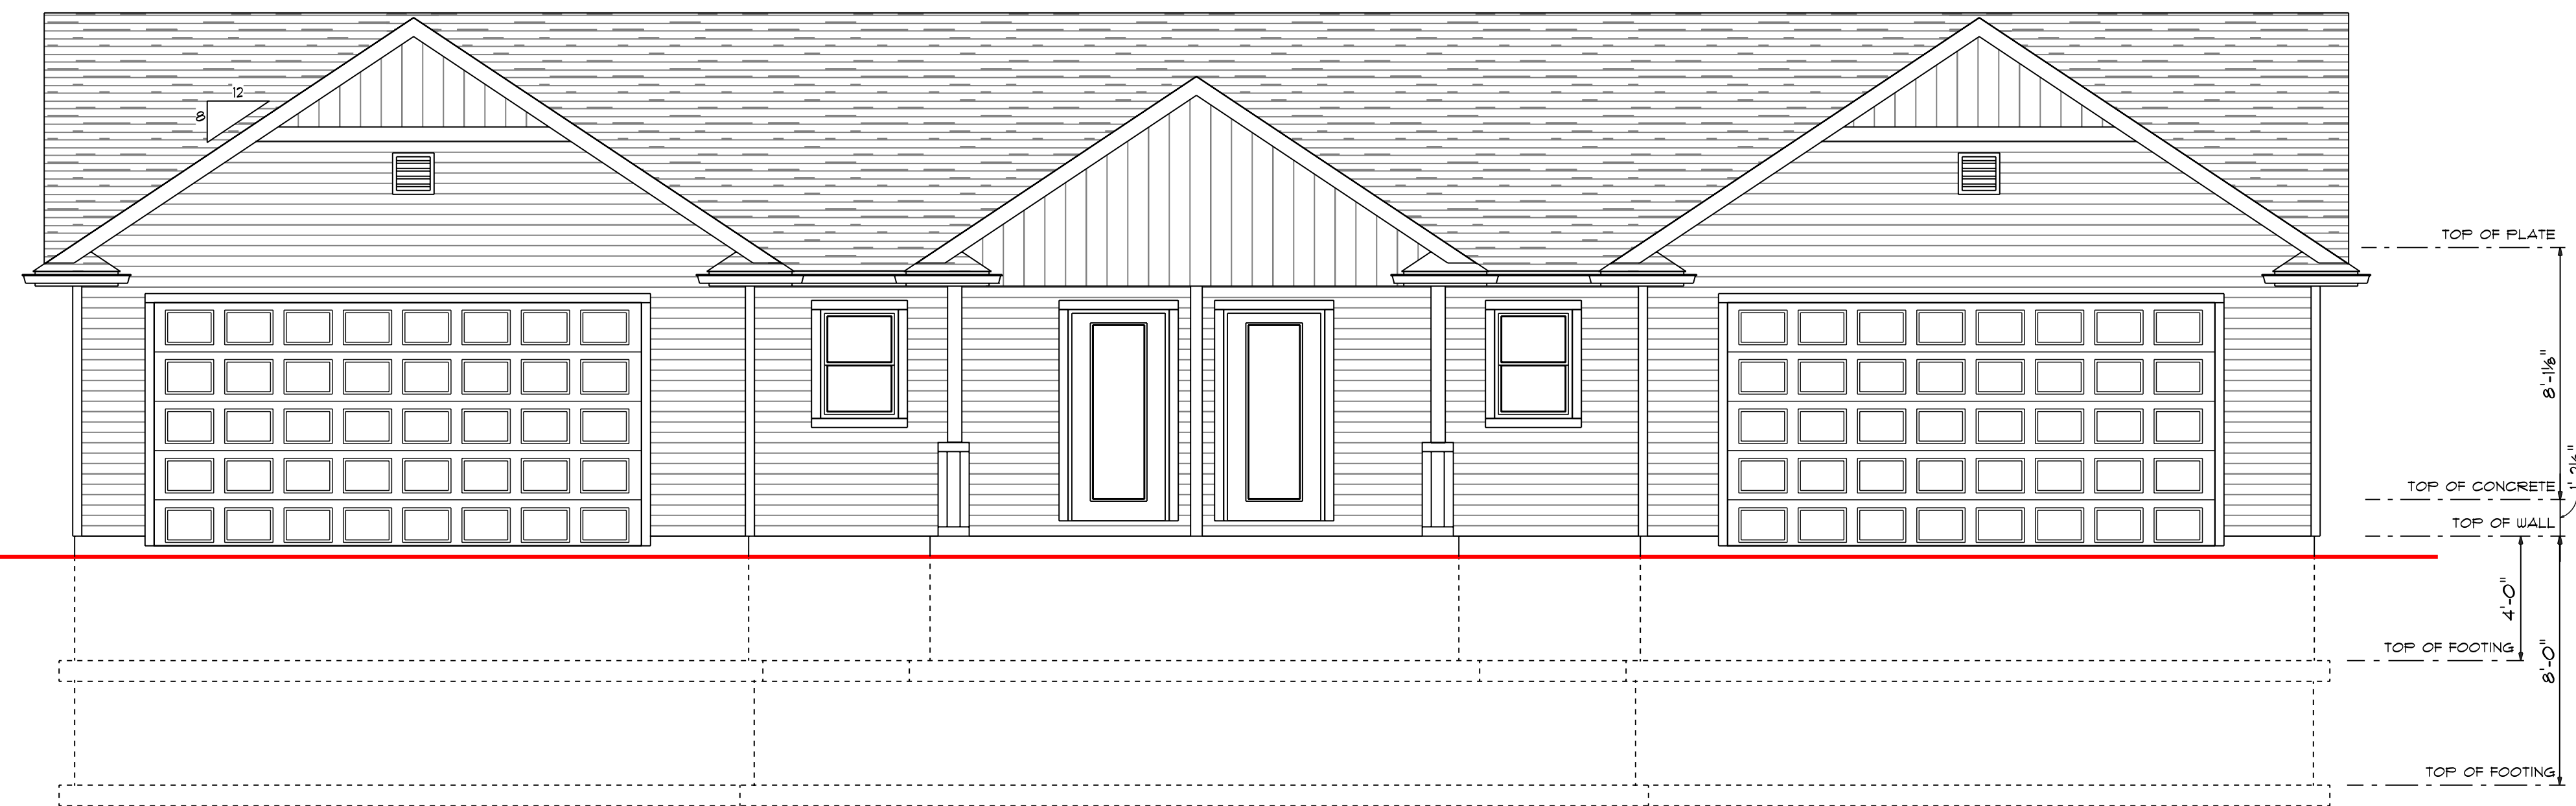 12
8
TOP OF PLATE
8'-1⅛"
TOP OF CONCRETE
TOP OF WALL
4'-0"
TOP OF FOOTING
8'-0"
TOP OF FOOTING